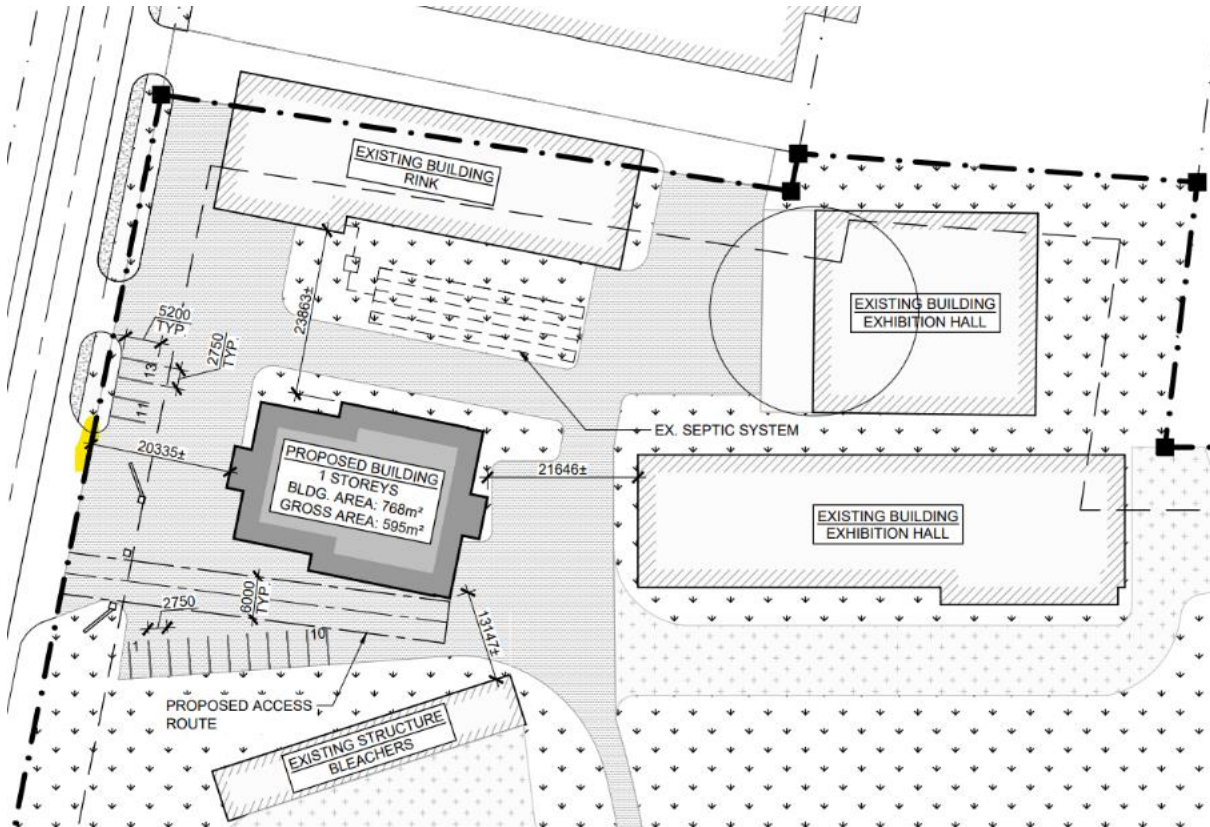 EXISTING BUILDING
RINK
23863±
5200
TYP.
2750
TYP.
13
11
EXISTING BUILDING
EXHIBITION HALL
EX. SEPTIC SYSTEM
20335±
PROPOSED BUILDING
1 STOREYS
BLDG. AREA: 768m²
GROSS AREA: 595m²
21646±
EXISTING BUILDING
EXHIBITION HALL
2750
6000
TYP.
1
10
13147±
PROPOSED ACCESS
ROUTE
EXISTING STRUCTURE
BLEACHERS